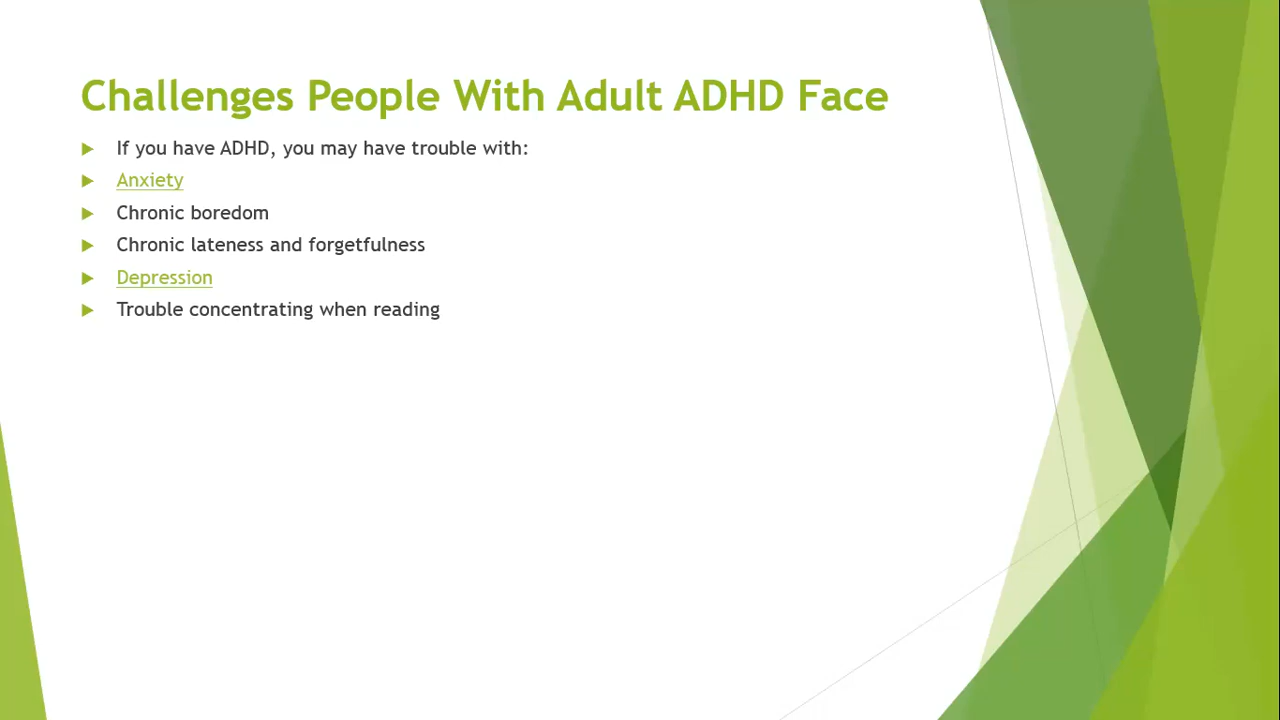 Challenges People With Adult ADHD Face
If you have ADHD, you may have trouble with:
Anxiety
Chronic boredom
Chronic lateness and forgetfulness
Depression
Trouble concentrating when reading